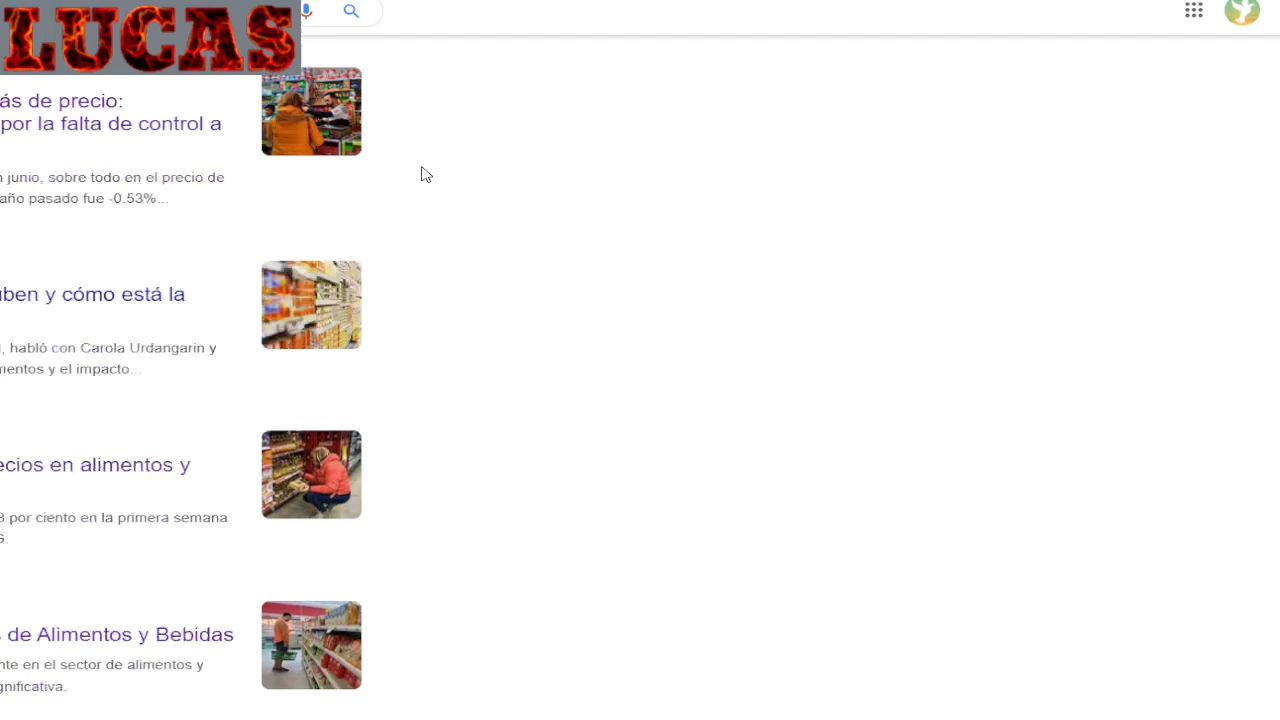 LUCAS
ás de precio:
por la falta de control a
junio, sobre todo en el precio de
año pasado fue -0.53%...
ben y cómo está la
, habló con Carola Urdangarin y
mentos y el impacto...
ecios en alimentos y
3 por ciento en la primera semana
G.
de Alimentos y Bebidas
nte en el sector de alimentos y
gnificativa.